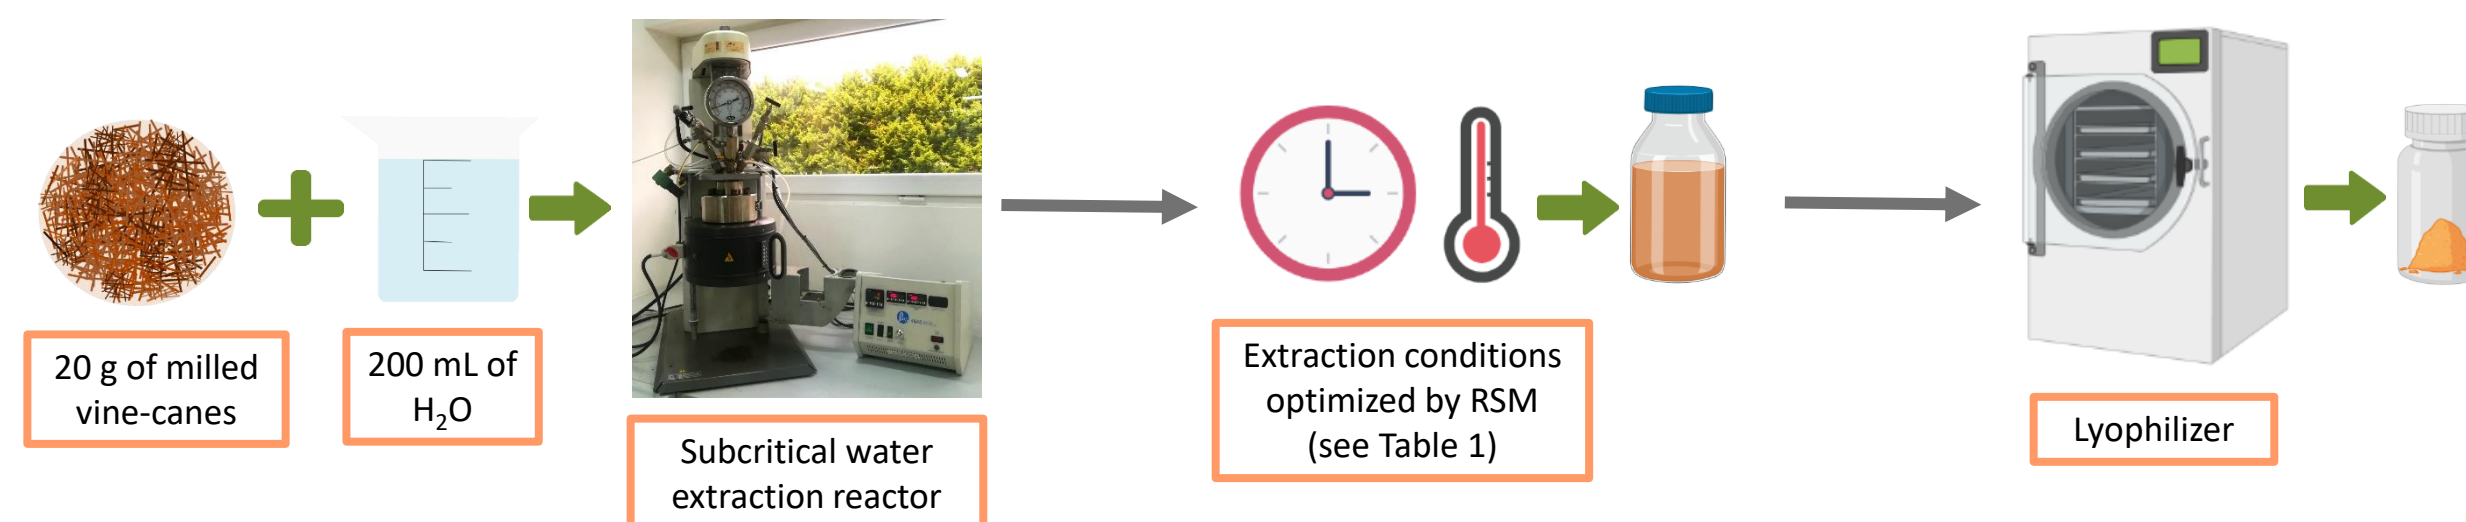 20 g of milled
vine-canes
200 mL of
H₂O
Subcritical water
extraction reactor
Extraction conditions
optimized by RSM
(see Table 1)
Lyophilizer